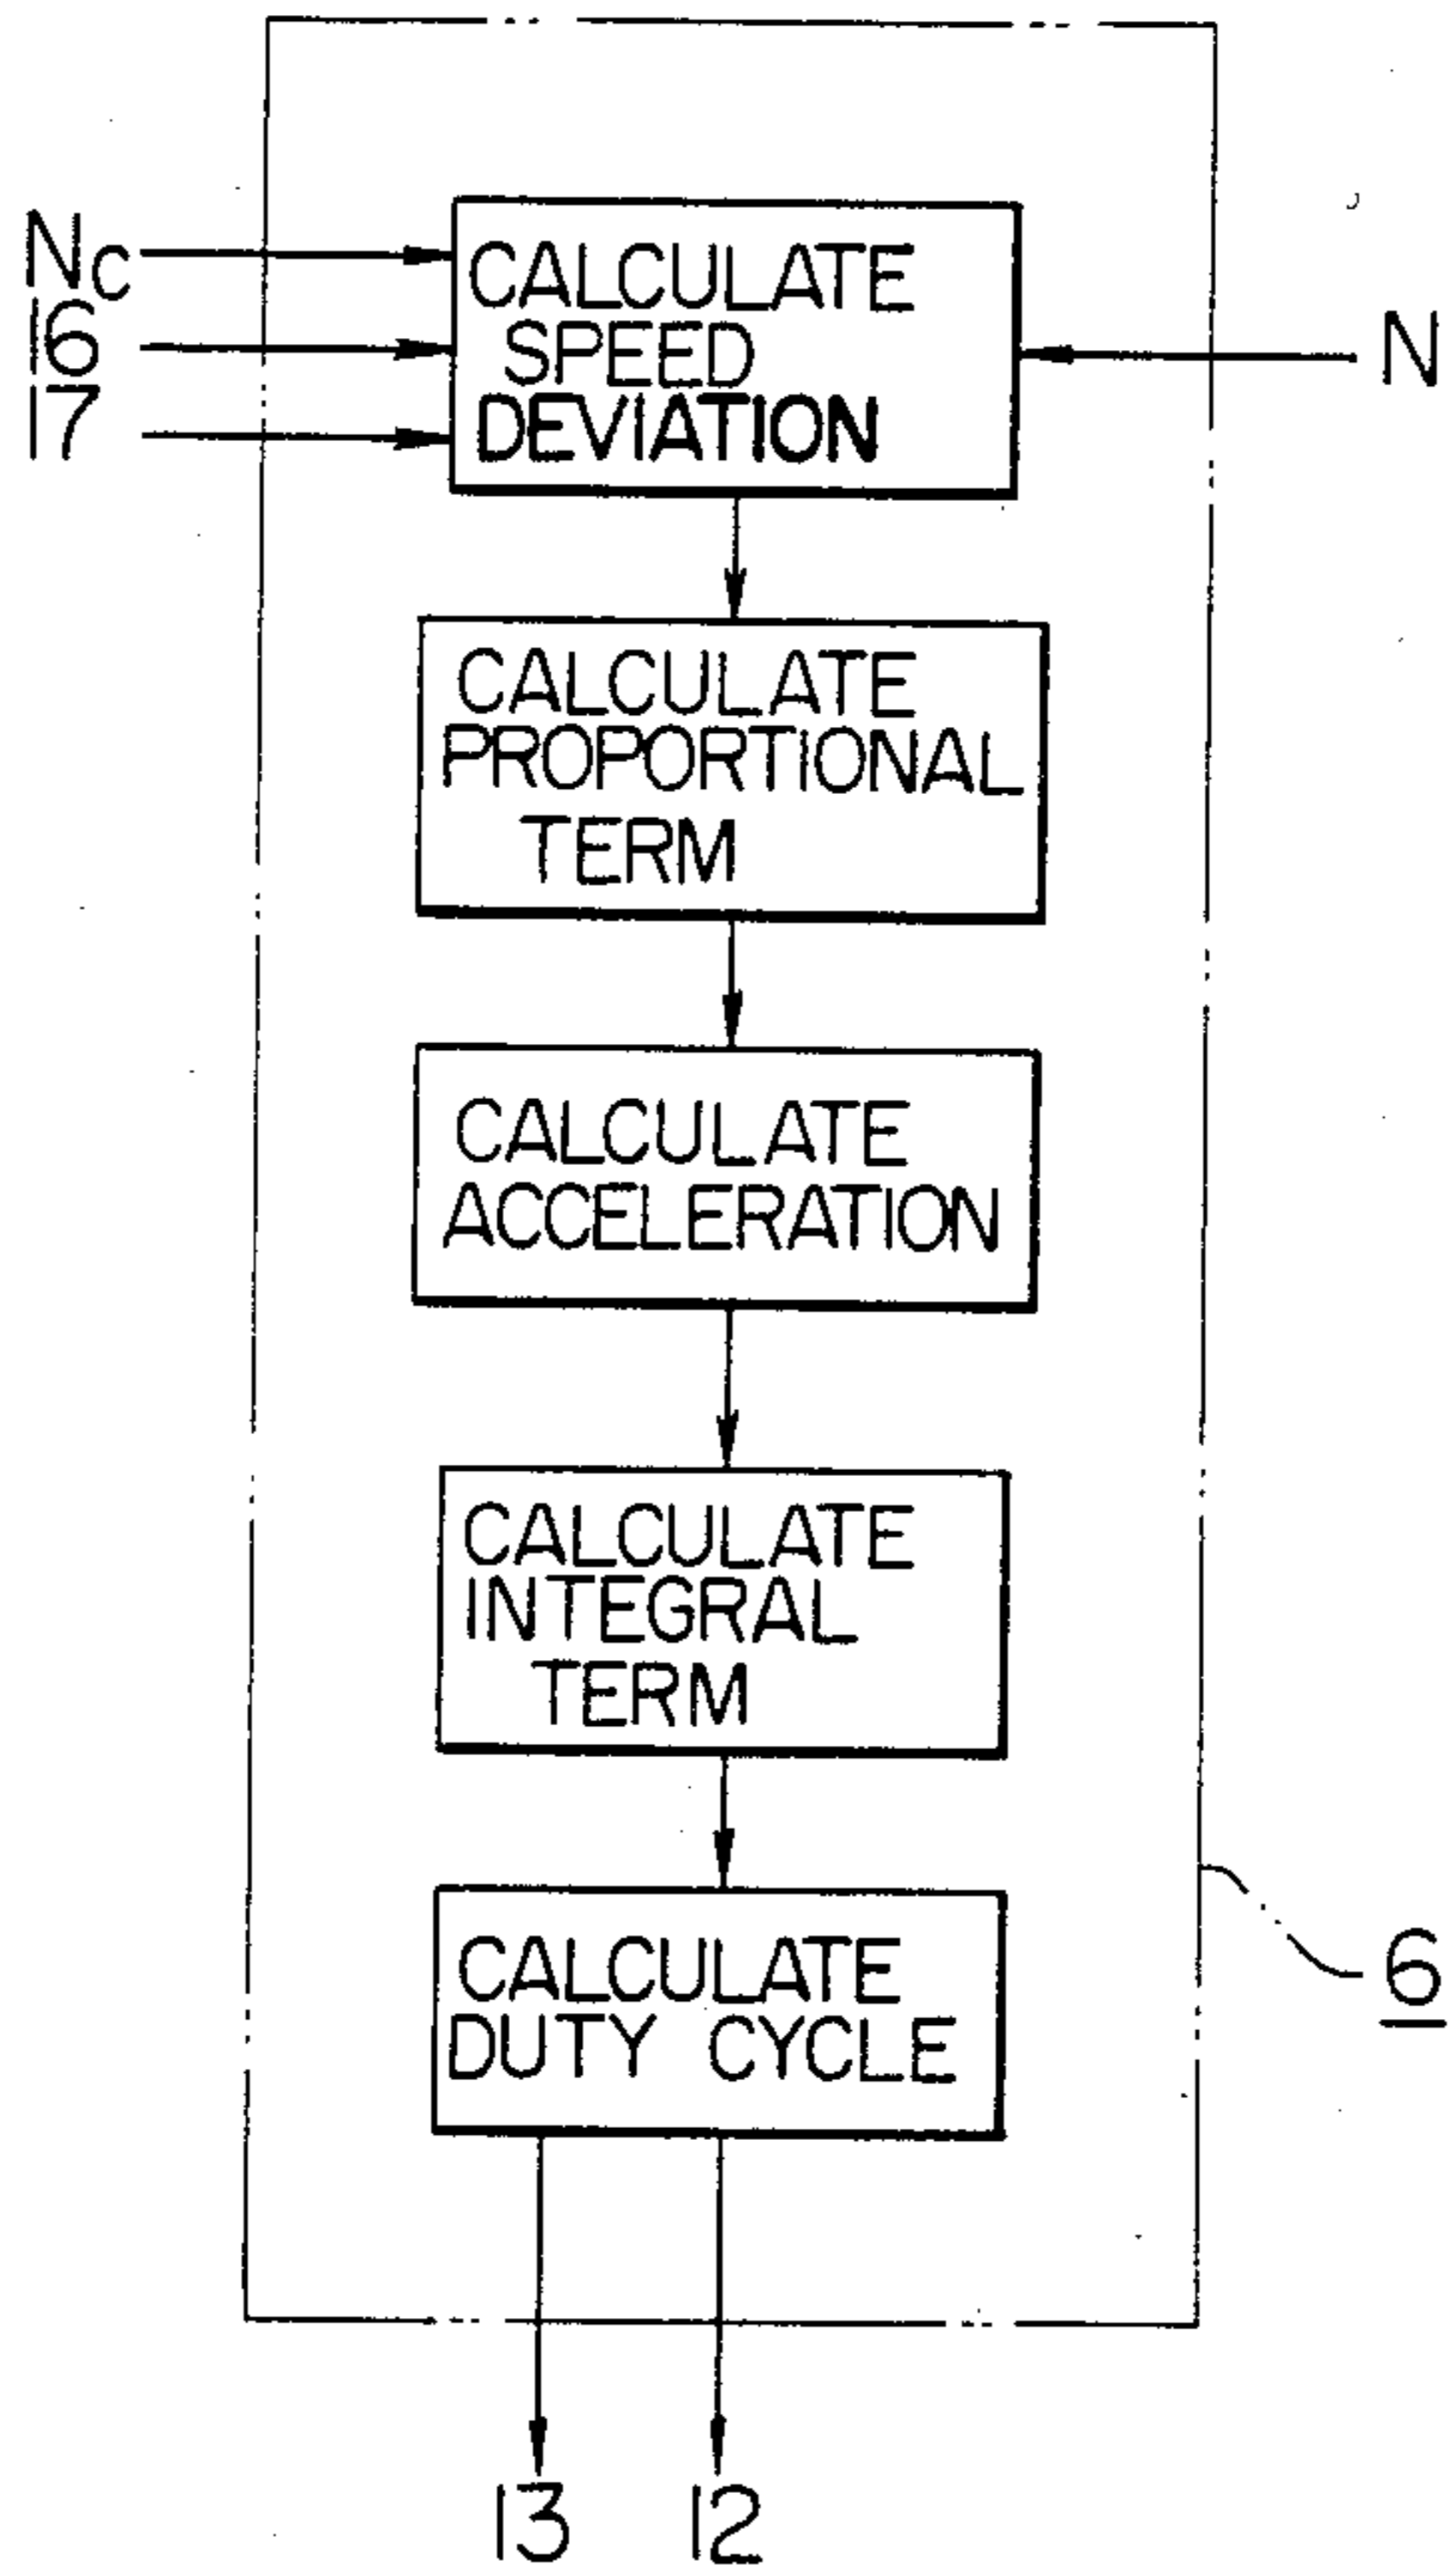 NC
16
17
CALCULATE
SPEED
DEVIATION
N
CALCULATE
PROPORTIONAL
TERM
CALCULATE
ACCELERATION
CALCULATE
INTEGRAL
TERM
CALCULATE
DUTY CYCLE
6
13
12